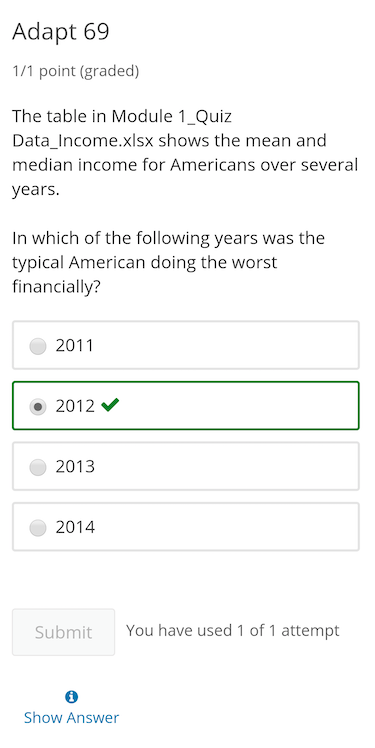 Adapt 69
1/1 point (graded)
The table in Module 1_Quiz
Data_Income.xlsx shows the mean and
median income for Americans over several
years.
In which of the following years was the
typical American doing the worst
financially?
2011
2012
2013
2014
Submit
You have used 1 of 1 attempt
Show Answer